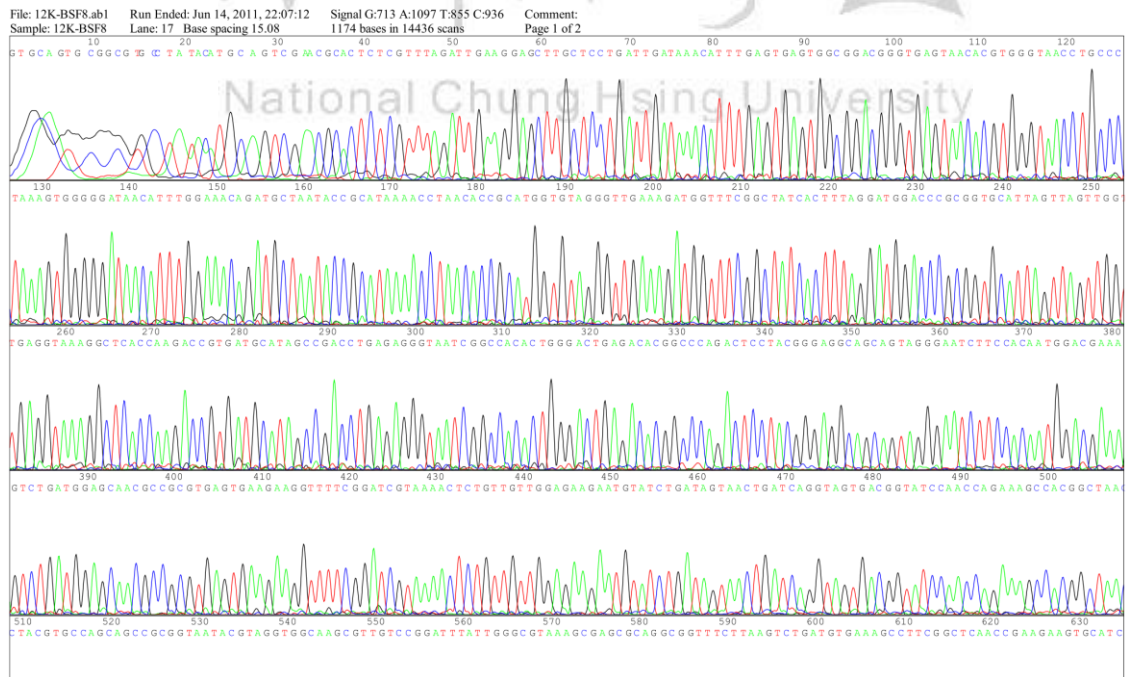 File: 12K-BSF8.ab1 Run Ended: Jun 14, 2011, 22:07:12 Signal G:713 A:1097 T:855 C:936 Comment:
Sample: 12K-BSF8 Lane: 17 Base spacing 15.08 1174 bases in 14436 scans Page 1 of 2
10 20 30 40 50 60 70 80 90 100 110 120
GTGCAGTGCGGCGTGCCTATACATGCAGTCGAACGCACTCTCGTTTAGATTGAAGGAGCTTGCTCCTGATTGATAAACATTTGAGTGAGTGGCGGACGGGTGAGTAACACGTGGGTAACCTGCCC
National Chung Hsing University
130 140 150 160 170 180 190 200 210 220 230 240 250
TAAAGTGGGGGATAACATTTGGAAACAGATGCTAATACCGCATAAAACCTAACACCGCATGGTGTAGGGTTGAAAGATGGTTTCGGCTATCACTTTAGGATGGACCCGCGGTGCATTAGTTAGTTGGT
260 270 280 290 300 310 320 330 340 350 360 370 380
TGAGGTAAAGGCTCACCAAGACCGTGATGCATAGCCGACCTGAGAGGGTAATCGGCCACACTGGGACTGAGACACGGCCCAGACTCCTACGGGAGGCAGCAGTAGGGAATCTTCCACAATGGACGAAA
390 400 410 420 430 440 450 460 470 480 490 500
GTCTGATGGAGCAACGCCGCGTGAGTGAAGAAGGTTTTCGGATCGTAAAACTCTGTTGTTGGAGAAGAATGTATCTGATAGTAACTGATCAGGTAGTGACGGTATCCAACCAGAAAGCCACGGCTAAC
510 520 530 540 550 560 570 580 590 600 610 620 630
CTACGTGCCAGCAGCCGCGGTAATACGTAGGTGGCAAGCGTTGTCCGGATTTATTGGGCGTAAAGCGAGCGCAGGCGGTTTCTTAAGTCTGATGTGAAAGCCTTCGGCTCAACCGAAGAAGTGCATC